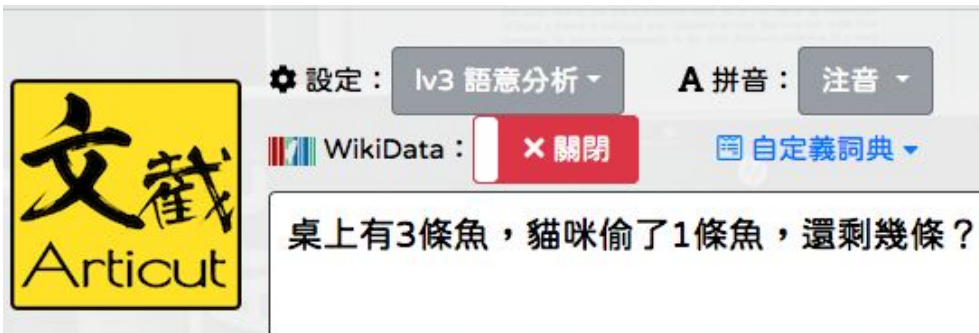 設定： lv3 語意分析 A 拼音： 注音
WikiData： × 關閉 自定義詞典
文截
Articut
桌上有3條魚，貓咪偷了1條魚，還剩幾條？